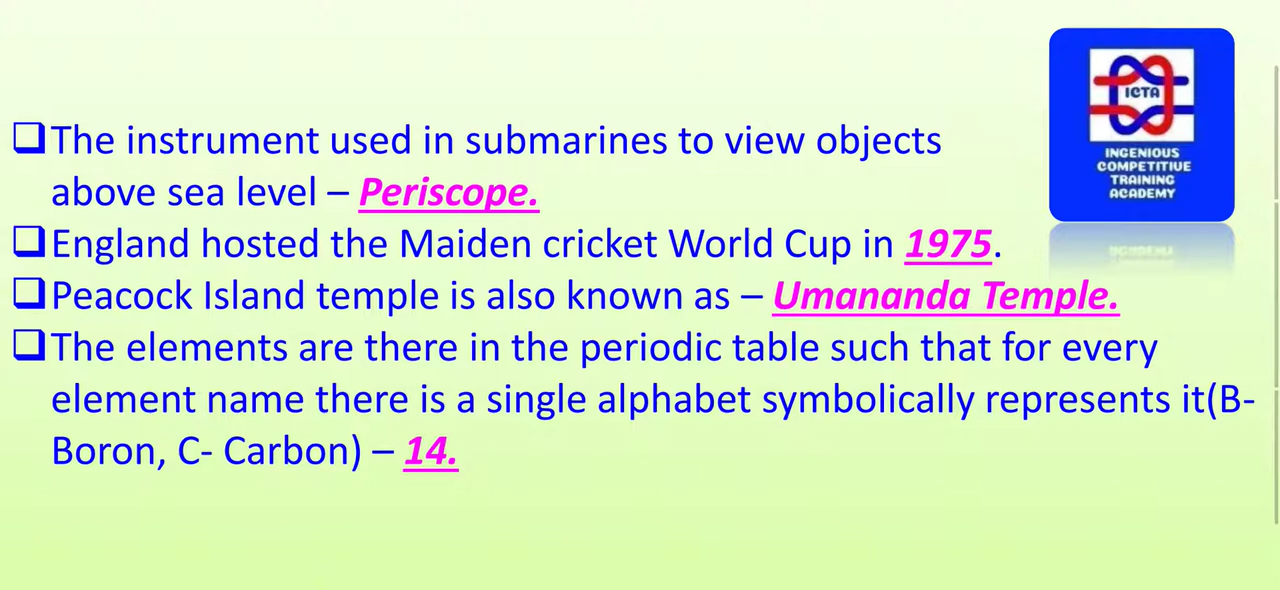 The instrument used in submarines to view objects
above sea level – Periscope.
England hosted the Maiden cricket World Cup in 1975.
Peacock Island temple is also known as – Umananda Temple.
The elements are there in the periodic table such that for every
element name there is a single alphabet symbolically represents it(B-
Boron, C- Carbon) – 14.
ICTA
INGENIOUS
COMPETITIVE
TRAINING
ACADEMY